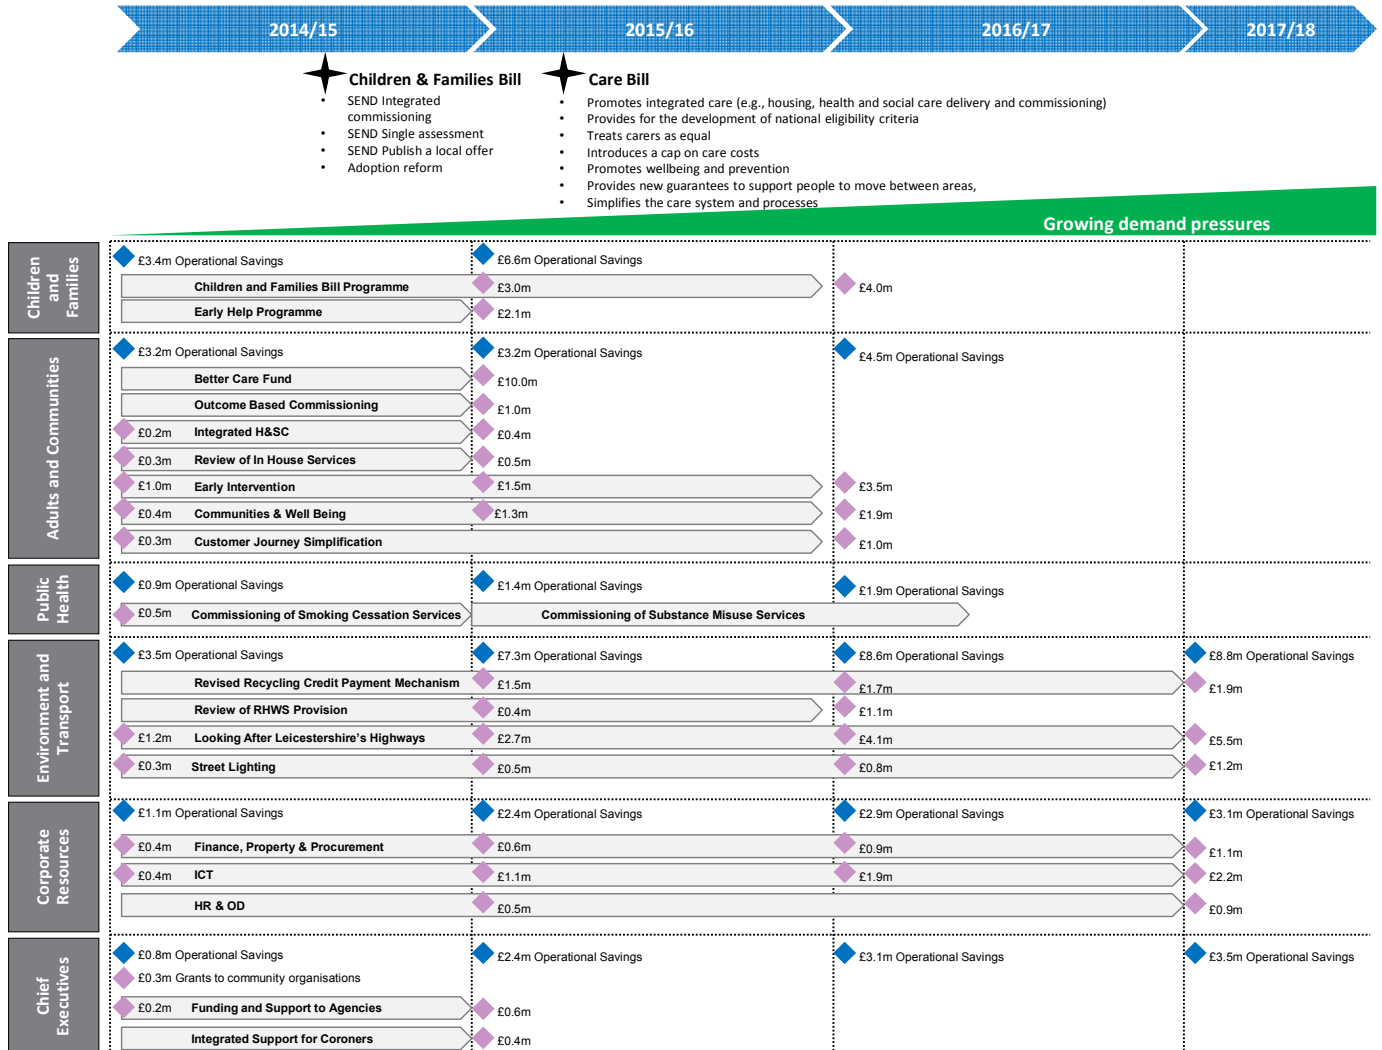 2014/15
2015/16
2016/17
2017/18
Children & Families Bill
• SEND Integrated
commissioning
• SEND Single assessment
• SEND Publish a local offer
• Adoption reform
Care Bill
• Promotes integrated care (e.g., housing, health and social care delivery and commissioning)
• Provides for the development of national eligibility criteria
• Treats carers as equal
• Introduces a cap on care costs
• Promotes wellbeing and prevention
• Provides new guarantees to support people to move between areas,
• Simplifies the care system and processes
Growing demand pressures
Children
and
Families
£3.4m Operational Savings
£6.6m Operational Savings
Children and Families Bill Programme
£3.0m
£4.0m
Early Help Programme
£2.1m
Adults and Communities
£3.2m Operational Savings
£3.2m Operational Savings
£4.5m Operational Savings
Better Care Fund
£10.0m
Outcome Based Commissioning
£1.0m
£0.2m Integrated H&SC
£0.4m
£0.3m Review of In House Services
£0.5m
£1.0m Early Intervention
£1.5m
£3.5m
£0.4m Communities & Well Being
£1.3m
£1.9m
£0.3m Customer Journey Simplification
£1.0m
Public
Health
£0.9m Operational Savings
£1.4m Operational Savings
£1.9m Operational Savings
£0.5m Commissioning of Smoking Cessation Services
Commissioning of Substance Misuse Services
Environment and
Transport
£3.5m Operational Savings
£7.3m Operational Savings
£8.6m Operational Savings
£8.8m Operational Savings
Revised Recycling Credit Payment Mechanism
£1.5m
£1.7m
£1.9m
Review of RHWS Provision
£0.4m
£1.1m
£1.2m Looking After Leicestershire's Highways
£2.7m
£4.1m
£5.5m
£0.3m Street Lighting
£0.5m
£0.8m
£1.2m
Corporate
Resources
£1.1m Operational Savings
£2.4m Operational Savings
£2.9m Operational Savings
£3.1m Operational Savings
£0.4m Finance, Property & Procurement
£0.6m
£0.9m
£1.1m
£0.4m ICT
£1.1m
£1.9m
£2.2m
HR & OD
£0.5m
£0.9m
Chief
Executives
£0.8m Operational Savings
£2.4m Operational Savings
£3.1m Operational Savings
£3.5m Operational Savings
£0.3m Grants to community organisations
£0.2m Funding and Support to Agencies
£0.6m
Integrated Support for Coroners
£0.4m